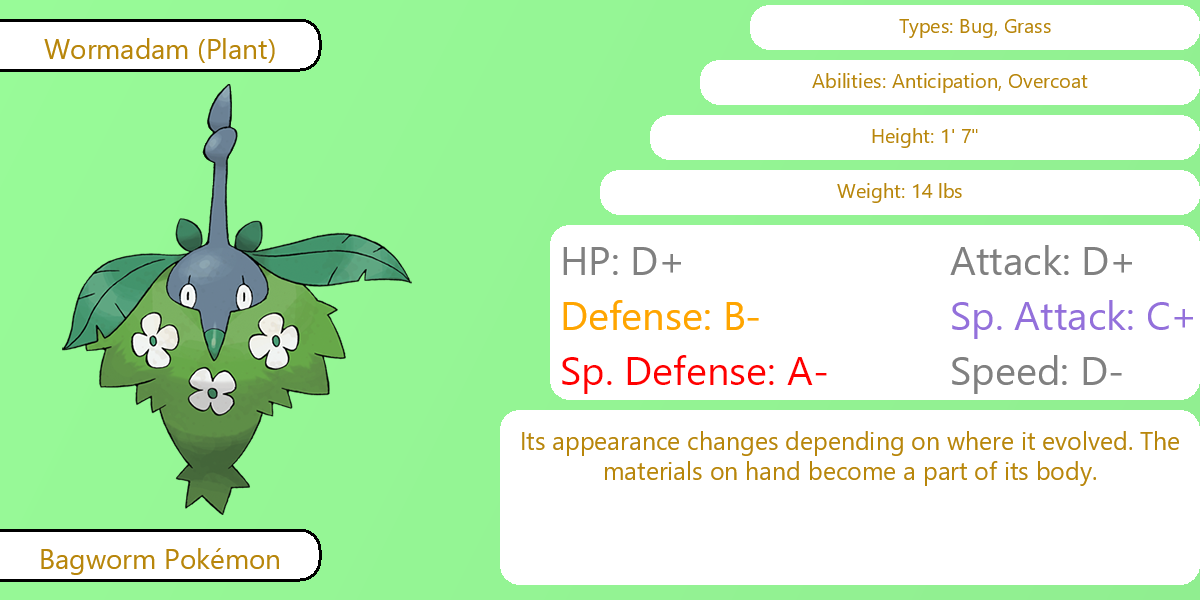 Wormadam (Plant)
Types: Bug, Grass
Abilities: Anticipation, Overcoat
Height: 1' 7"
Weight: 14 lbs
HP: D+
Attack: D+
Defense: B-
Sp. Attack: C+
Sp. Defense: A-
Speed: D-
Its appearance changes depending on where it evolved. The
materials on hand become a part of its body.
Bagworm Pokémon